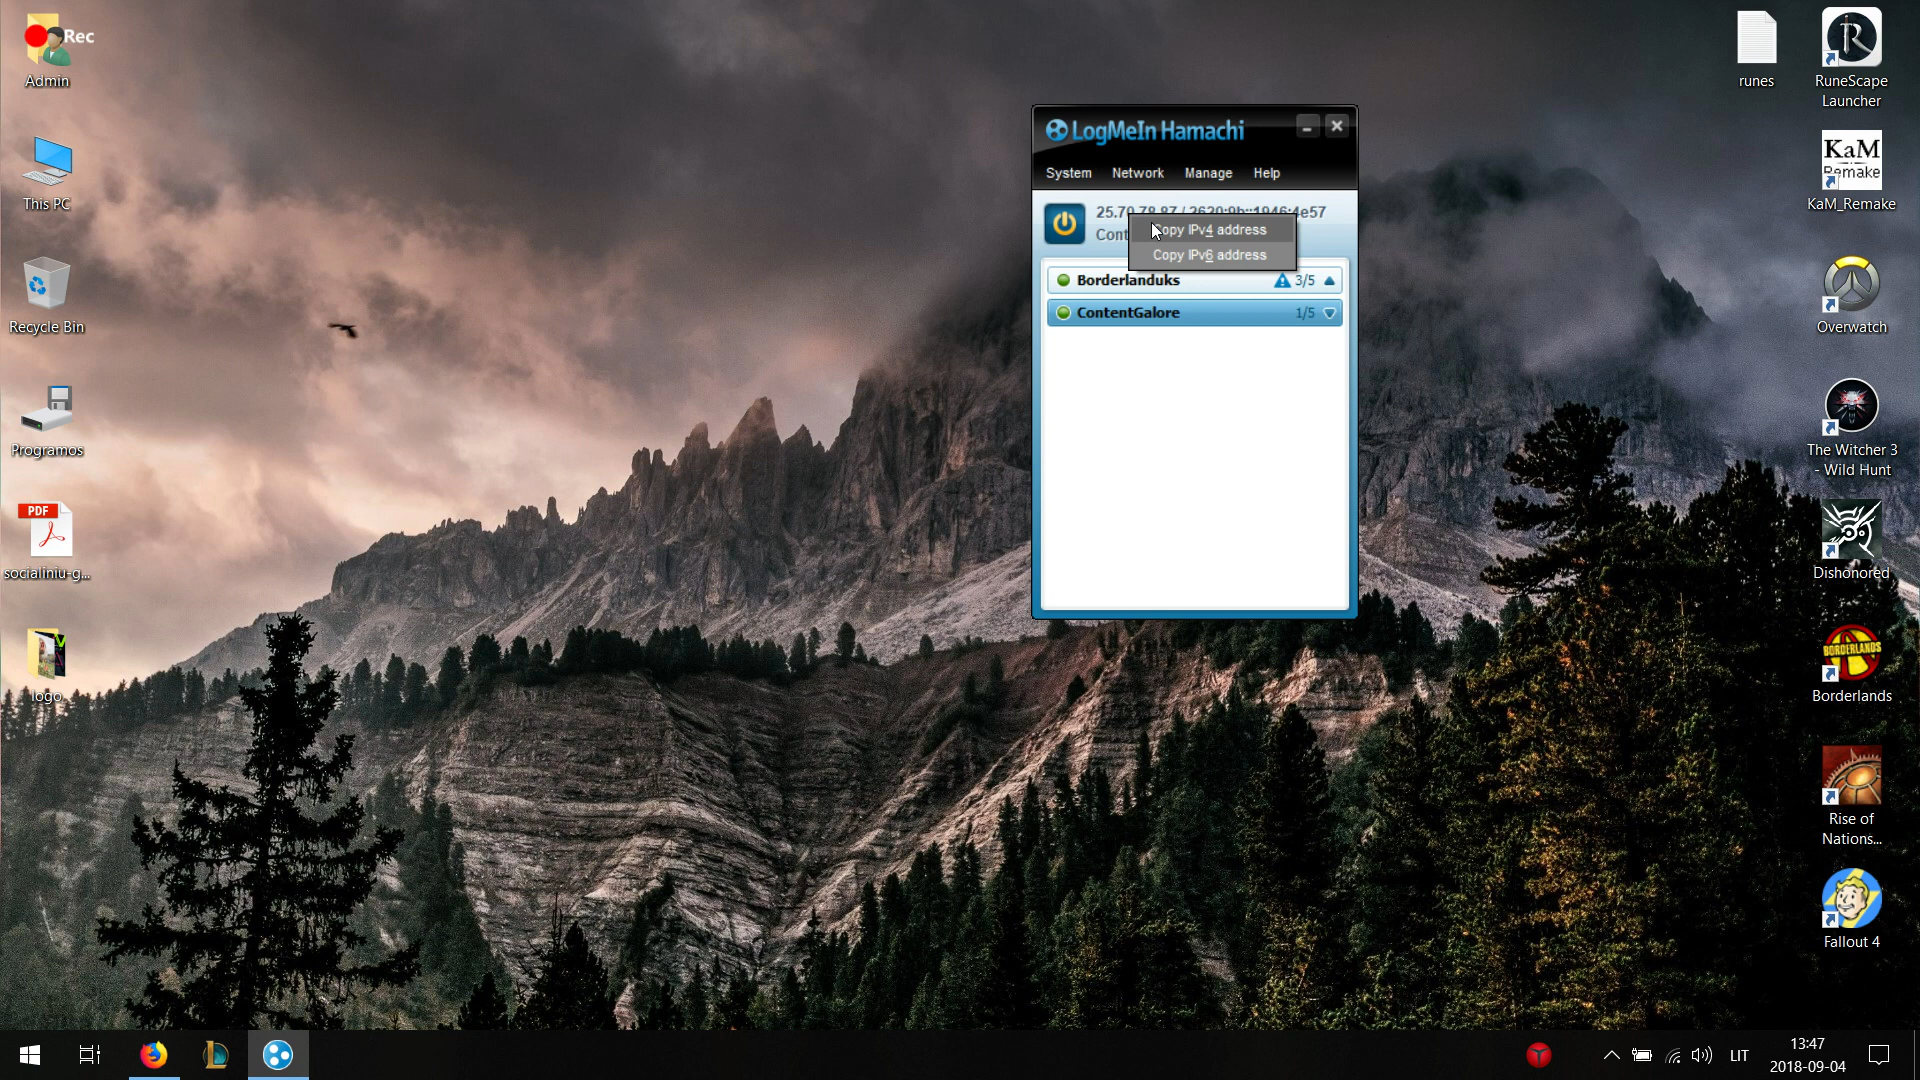 Rec
Admin
This PC
Recycle Bin
Programos
PDF
socialiniu-g...
logo
LogMeIn Hamachi
System Network Manage Help
Copy IPv4 address
Copy IPv6 address
Borderlanduks 3/5
ContentGalore 1/5
runes
RuneScape
Launcher
KaM
Remake
KaM_Remake
Overwatch
The Witcher 3
- Wild Hunt
Dishonored
BORDERLANDS
Borderlands
Rise of
Nations...
Fallout 4
LIT
13:47
2018-09-04